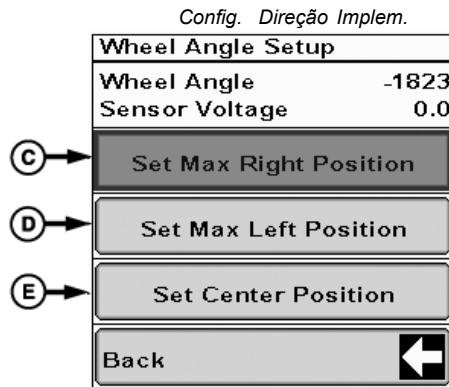 Config. Direção Implem.
Wheel Angle Setup
Wheel Angle -1823
Sensor Voltage 0.0
C Set Max Right Position
D Set Max Left Position
E Set Center Position
Back